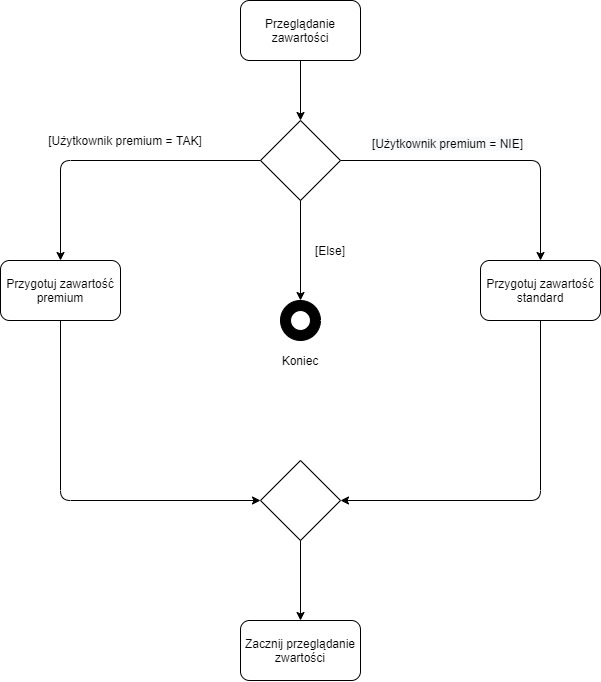 Przeglądanie
zawartości
[Użytkownik premium = TAK]
[Użytkownik premium = NIE]
[Else]
Przygotuj zawartość
premium
Przygotuj zawartość
standard
Koniec
Zacznij przeglądanie
zwartości